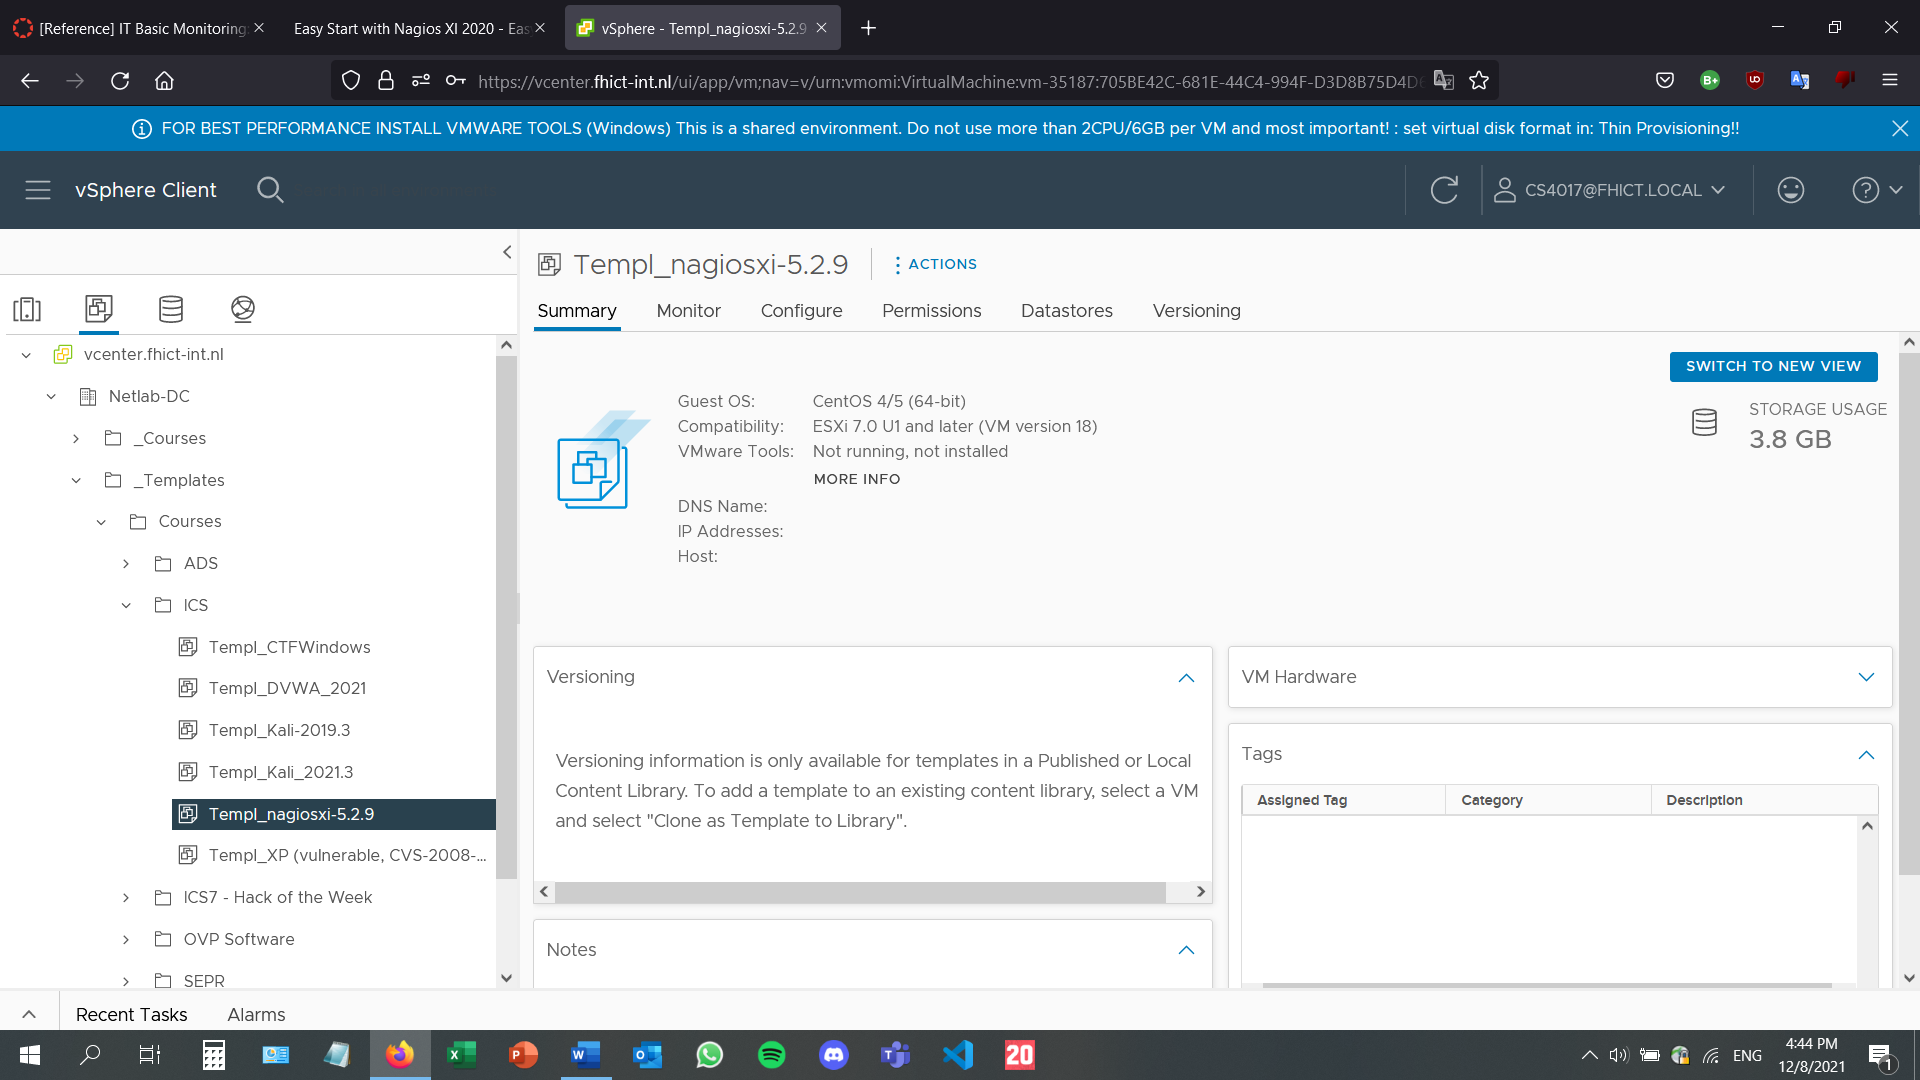 [Reference] IT Basic Monitoring:
Easy Start with Nagios XI 2020 - Eas
vSphere - Templ_nagiosxi-5.2.9
https://vcenter.fhict-int.nl/ui/app/vm;nav=v/urn:vmomi:VirtualMachine:vm-35187:705BE42C-681E-44C4-994F-D3D8B75D4D6
FOR BEST PERFORMANCE INSTALL VMWARE TOOLS (Windows) This is a shared environment. Do not use more than 2CPU/6GB per VM and most important! : set virtual disk format in: Thin Provisioning!!
vSphere Client
CS4017@FHICT.LOCAL
vcenter.fhict-int.nl
Netlab-DC
_Courses
_Templates
Courses
ADS
ICS
Templ_CTFWindows
Templ_DVWA_2021
Templ_Kali-2019.3
Templ_Kali_2021.3
Templ_nagiosxi-5.2.9
Templ_XP (vulnerable, CVS-2008-...
ICS7 - Hack of the Week
OVP Software
SEPR
Templ_nagiosxi-5.2.9
ACTIONS
Summary
Monitor
Configure
Permissions
Datastores
Versioning
SWITCH TO NEW VIEW
Guest OS: CentOS 4/5 (64-bit)
Compatibility: ESXi 7.0 U1 and later (VM version 18)
VMware Tools: Not running, not installed
MORE INFO
DNS Name:
IP Addresses:
Host:
STORAGE USAGE
3.8 GB
Versioning
Versioning information is only available for templates in a Published or Local
Content Library. To add a template to an existing content library, select a VM
and select "Clone as Template to Library".
Notes
VM Hardware
Tags
Assigned Tag
Category
Description
Recent Tasks
Alarms
20
ENG
4:44 PM
12/8/2021
1